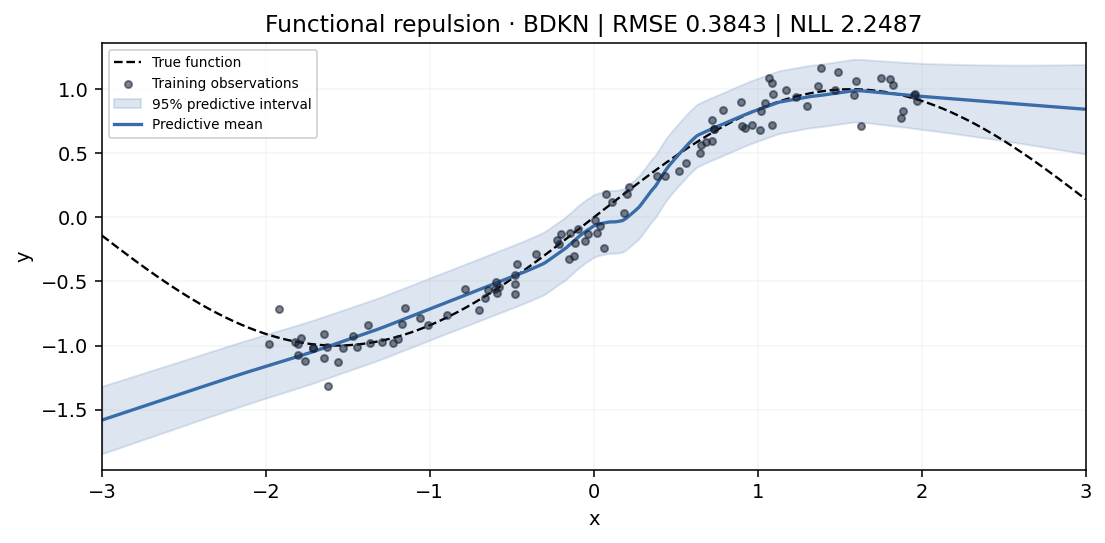 Functional repulsion · BDKN | RMSE 0.3843 | NLL 2.2487
True function
Training observations
95% predictive interval
Predictive mean
1.0
0.5
0.0
−0.5
−1.0
−1.5
y
−3
−2
−1
0
1
2
3
x